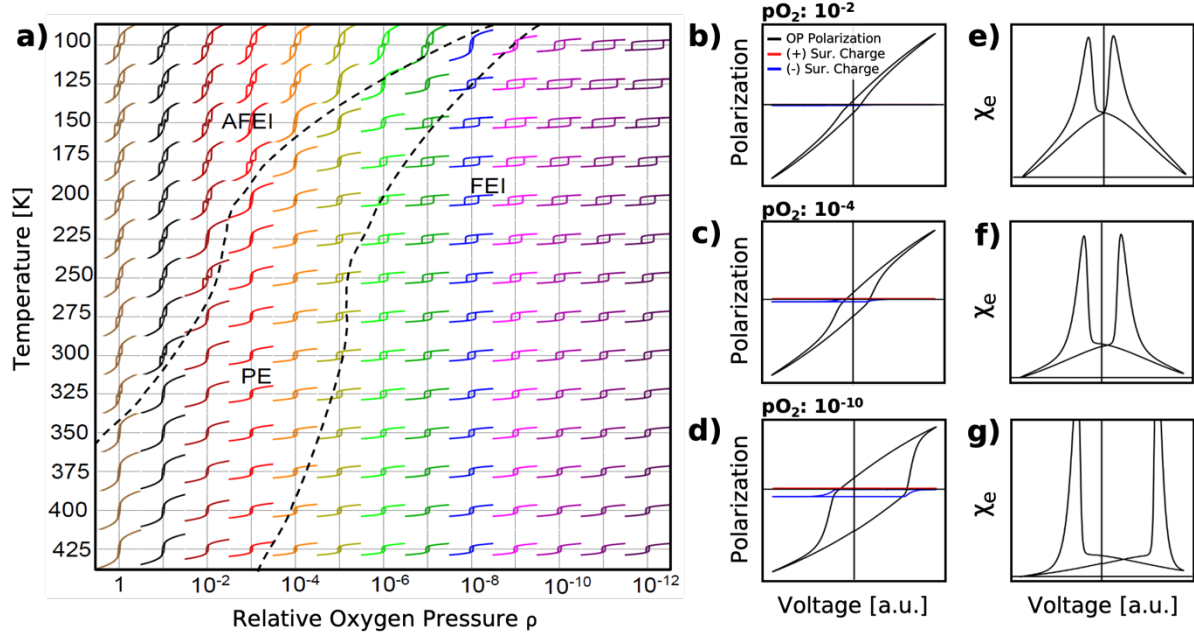 a)
Temperature [K]
100
125
150
175
200
225
250
275
300
325
350
375
400
425
AFEI
FEI
PE
1
10-2
10-4
10-6
10-8
10-10
10-12
Relative Oxygen Pressure ρ
b)
pO2: 10-2
OP Polarization
(+) Sur. Charge
(-) Sur. Charge
Polarization
e)
χe
c)
pO2: 10-4
Polarization
f)
χe
d)
pO2: 10-10
Polarization
Voltage [a.u.]
g)
χe
Voltage [a.u.]